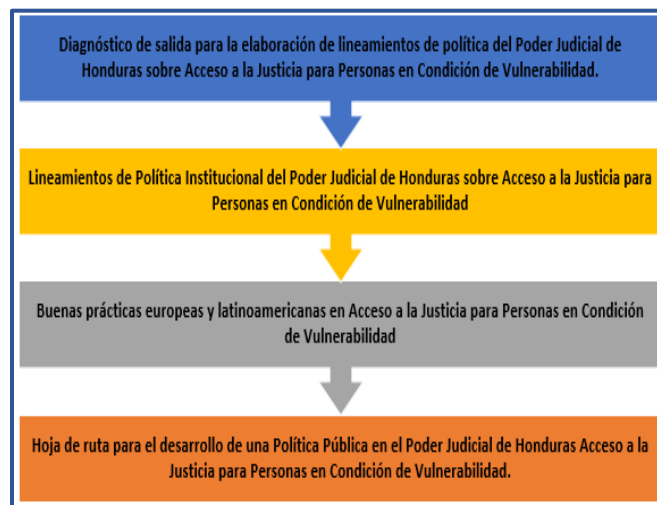 Diagnóstico de salida para la elaboración de lineamientos de política del Poder Judicial de
Honduras sobre Acceso a la Justicia para Personas en Condición de Vulnerabilidad.
Lineamientos de Política Institucional del Poder Judicial de Honduras sobre Acceso a la Justicia para
Personas en Condición de Vulnerabilidad
Buenas prácticas europeas y latinoamericanas en Acceso a la Justicia para Personas en Condición
de Vulnerabilidad
Hoja de ruta para el desarrollo de una Política Pública en el Poder Judicial de Honduras Acceso a la
Justicia para Personas en Condición de Vulnerabilidad.